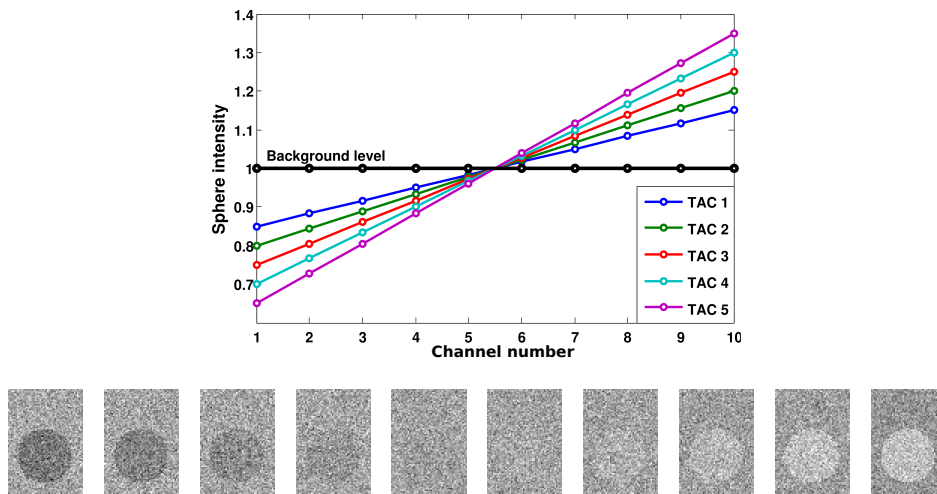 1.4
1.3
1.2
1.1
1
0.9
0.8
0.7
Sphere intensity
Background level
TAC 1
TAC 2
TAC 3
TAC 4
TAC 5
1 2 3 4 5 6 7 8 9 10
Channel number